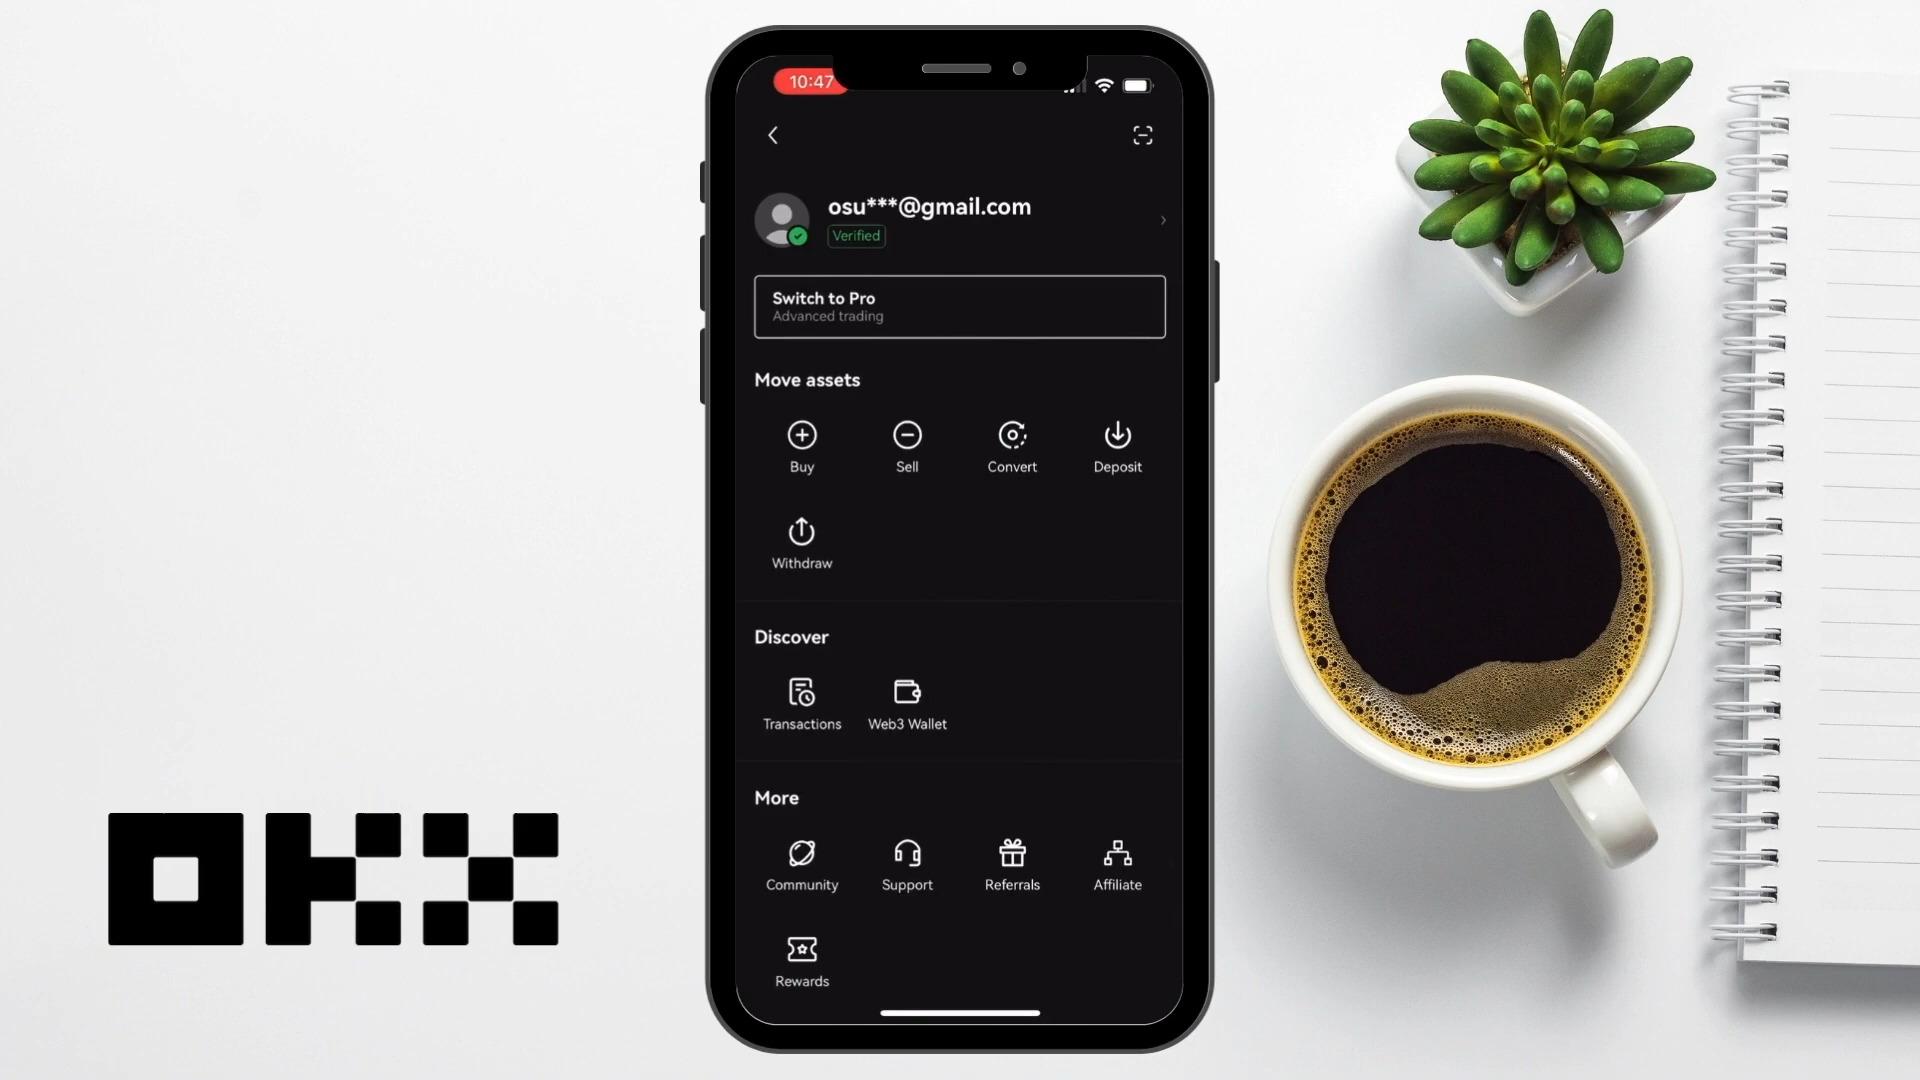 10:47
osu***@gmail.com
Verified
Switch to Pro
Advanced trading
Move assets
Buy Sell Convert Deposit
Withdraw
Discover
Transactions Web3 Wallet
More
Community Support Referrals Affiliate
Rewards
OKX